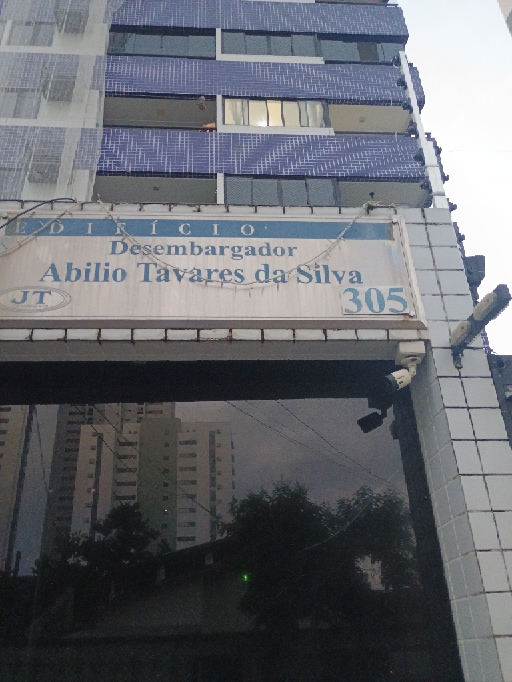 EDIFÍCIO
Desembargador
Abilio Tavares da Silva
JT
305